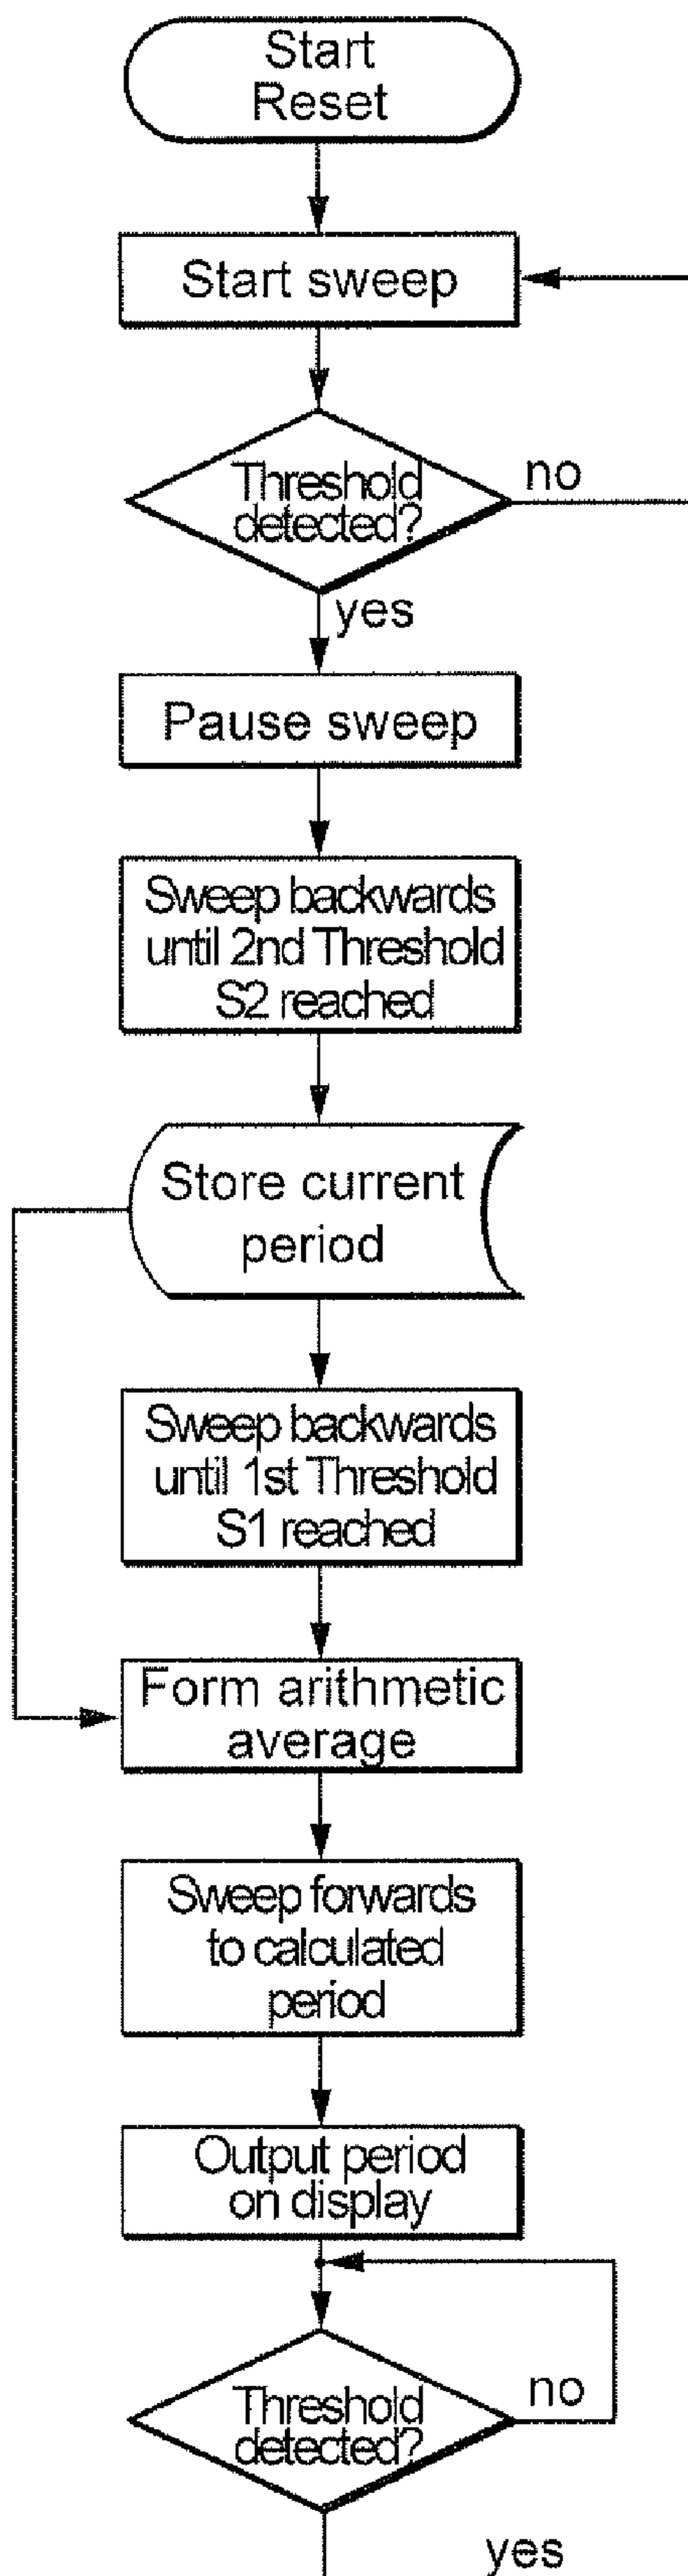 Start
Reset
Start sweep
Threshold
detected?
no
yes
Pause sweep
Sweep backwards
until 2nd Threshold
S2 reached
Store current
period
Sweep backwards
until 1st Threshold
S1 reached
Form arithmetic
average
Sweep forwards
to calculated
period
Output period
on display
Threshold
detected?
no
yes